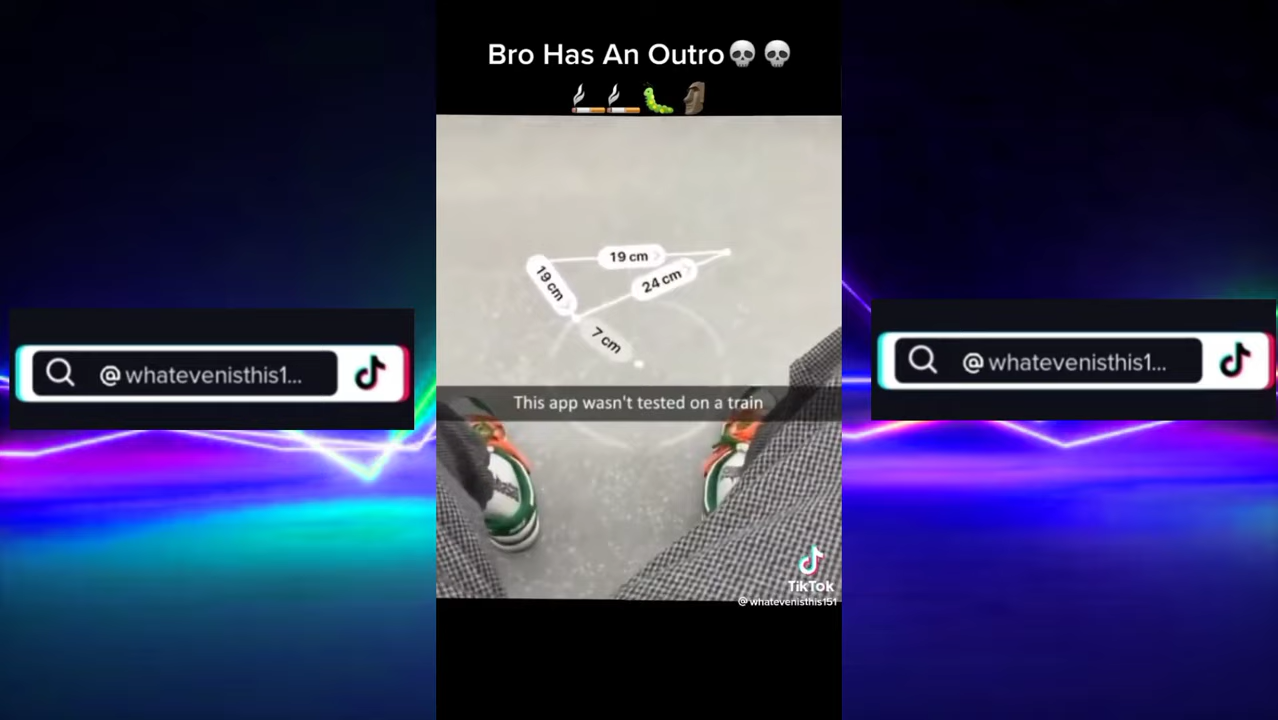 Bro Has An Outro💀💀
🚬🚬🐛🗿
19 cm
19 cm
24 cm
7 cm
@whatevenisthis1...
@whatevenisthis1...
This app wasn't tested on a train
TikTok
@whatevenisthis151